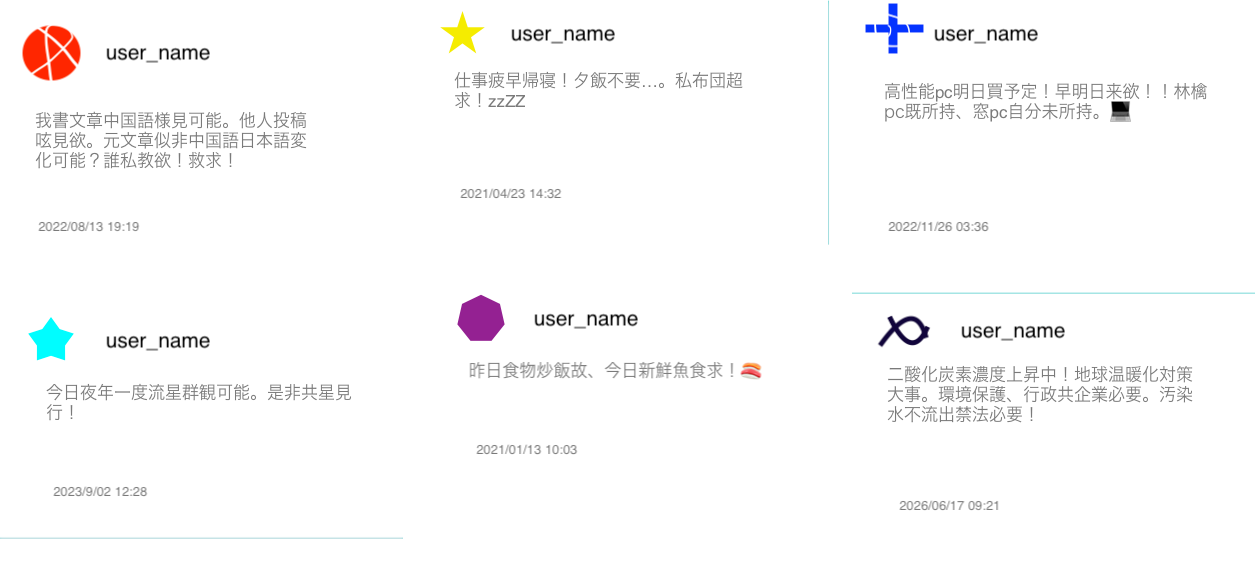 user_name
我書文章中国語様見可能。他人投稿
呟見欲。元文章似非中国語日本語変
化可能？誰私教欲！救求！
2022/08/13 19:19
user_name
仕事疲早帰寝！夕飯不要…。私布団超
求！zzZZ
2021/04/23 14:32
user_name
高性能pc明日買予定！早明日来欲！！林檎
pc既所持、窓pc自分未所持。💻
2022/11/26 03:36
user_name
今日夜年一度流星群観可能。是非共星見
行！
2023/9/02 12:28
user_name
昨日食物炒飯故、今日新鮮魚食求！🍣
2021/01/13 10:03
user_name
二酸化炭素濃度上昇中！地球温暖化対策
大事。環境保護、行政共企業必要。汚染
水不流出禁法必要！
2026/06/17 09:21